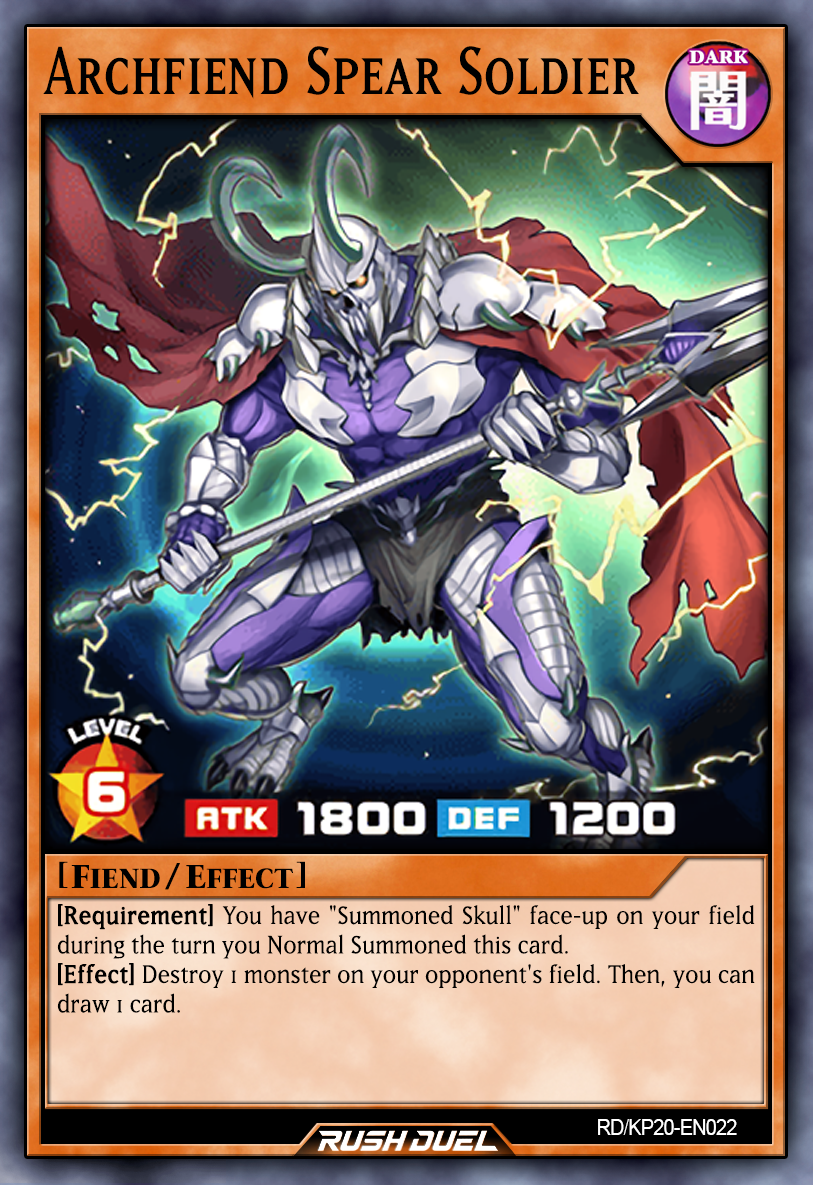 Archfiend Spear Soldier
DARK
闇
LEVEL
6
ATK 1800 DEF 1200
[Fiend / Effect]
[Requirement] You have "Summoned Skull" face-up on your field
during the turn you Normal Summoned this card.
[Effect] Destroy 1 monster on your opponent's field. Then, you can
draw 1 card.
RD/KP20-EN022
RUSH DUEL